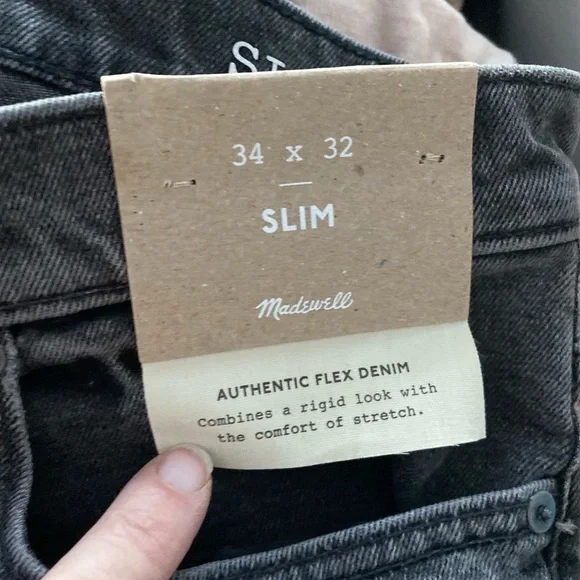 34 x 32
SLIM
Madewell
AUTHENTIC FLEX DENIM
Combines a rigid look with
the comfort of stretch.